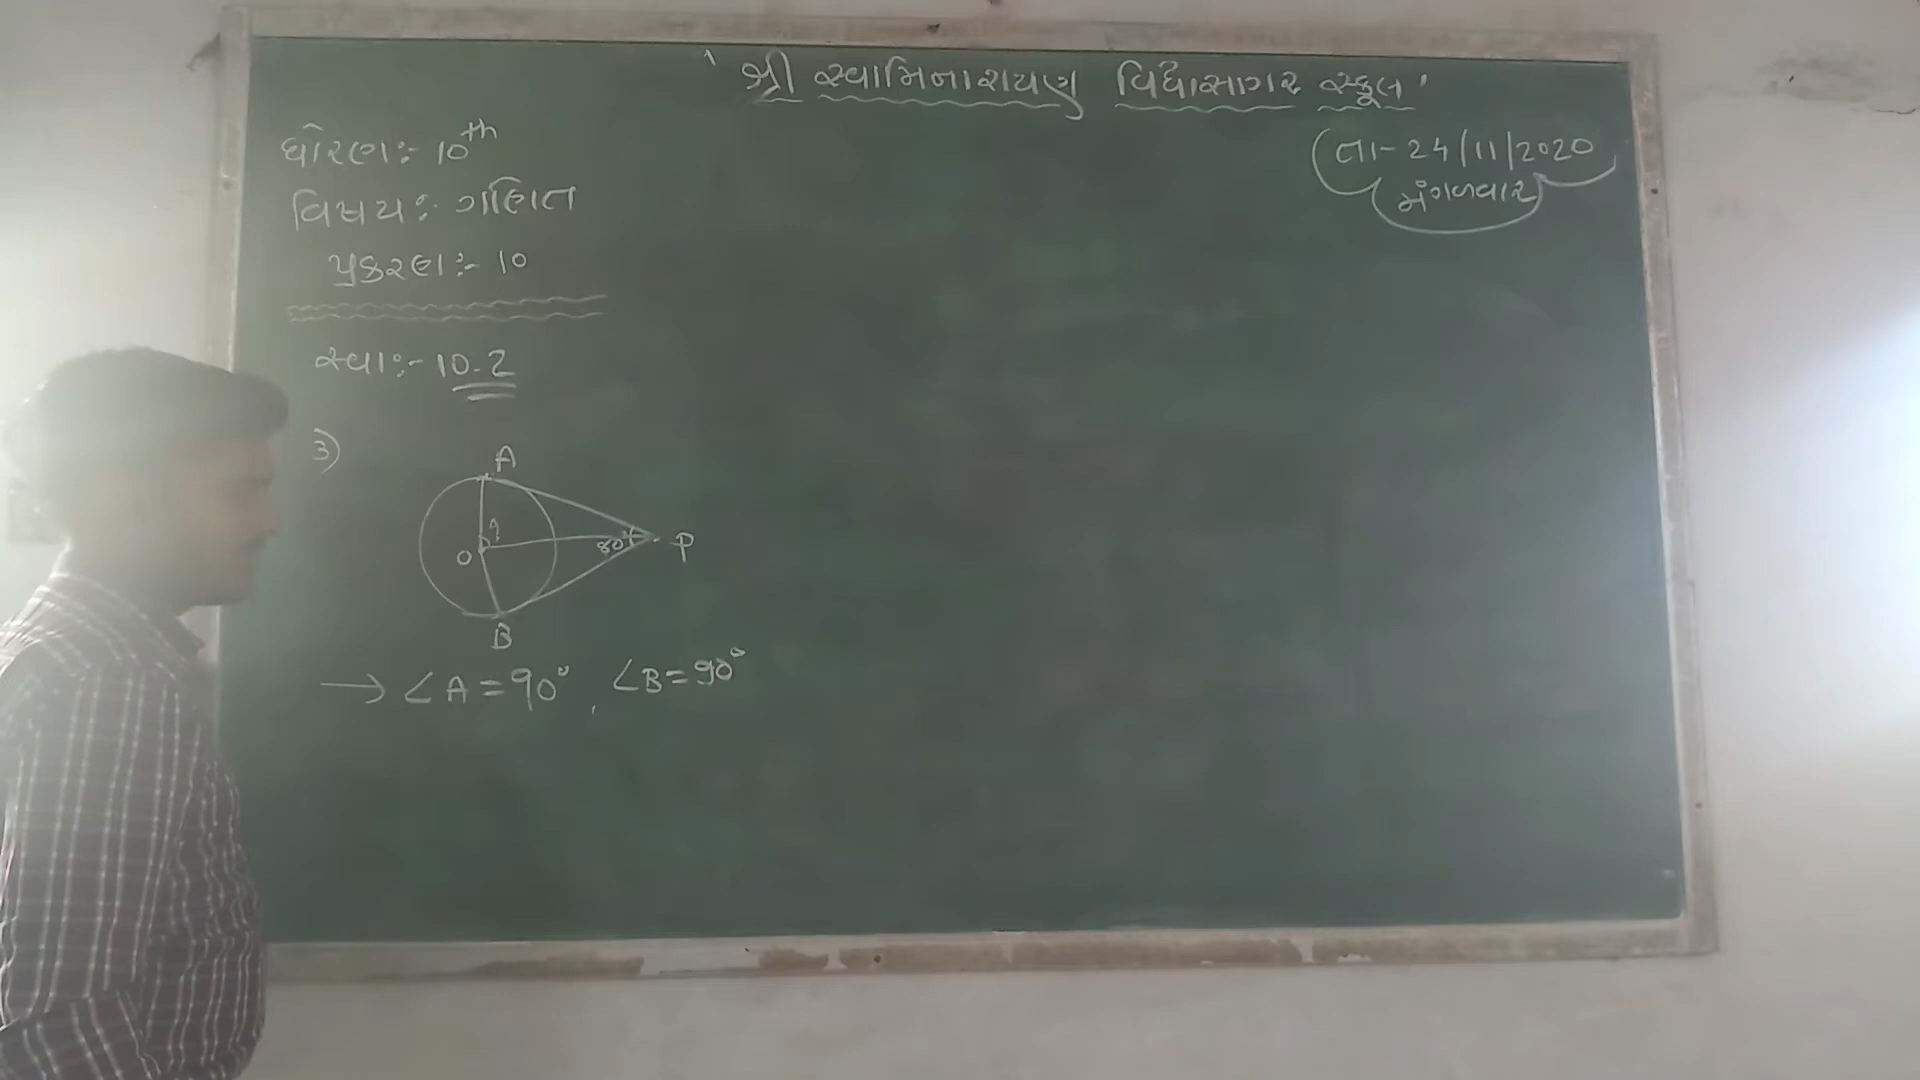 ' શ્રી સ્વામિનારાયણ વિદ્યાસાગર સ્કૂલ '
તા- 24/11/2020
મંગળવાર
ધોરણ:- 10th
વિષય:- ગણિત
પ્રકરણ:- 10
સ્વા:- 10.2
3)
A
?
O
80°
P
B
→ ∠A = 90° , ∠B = 90°